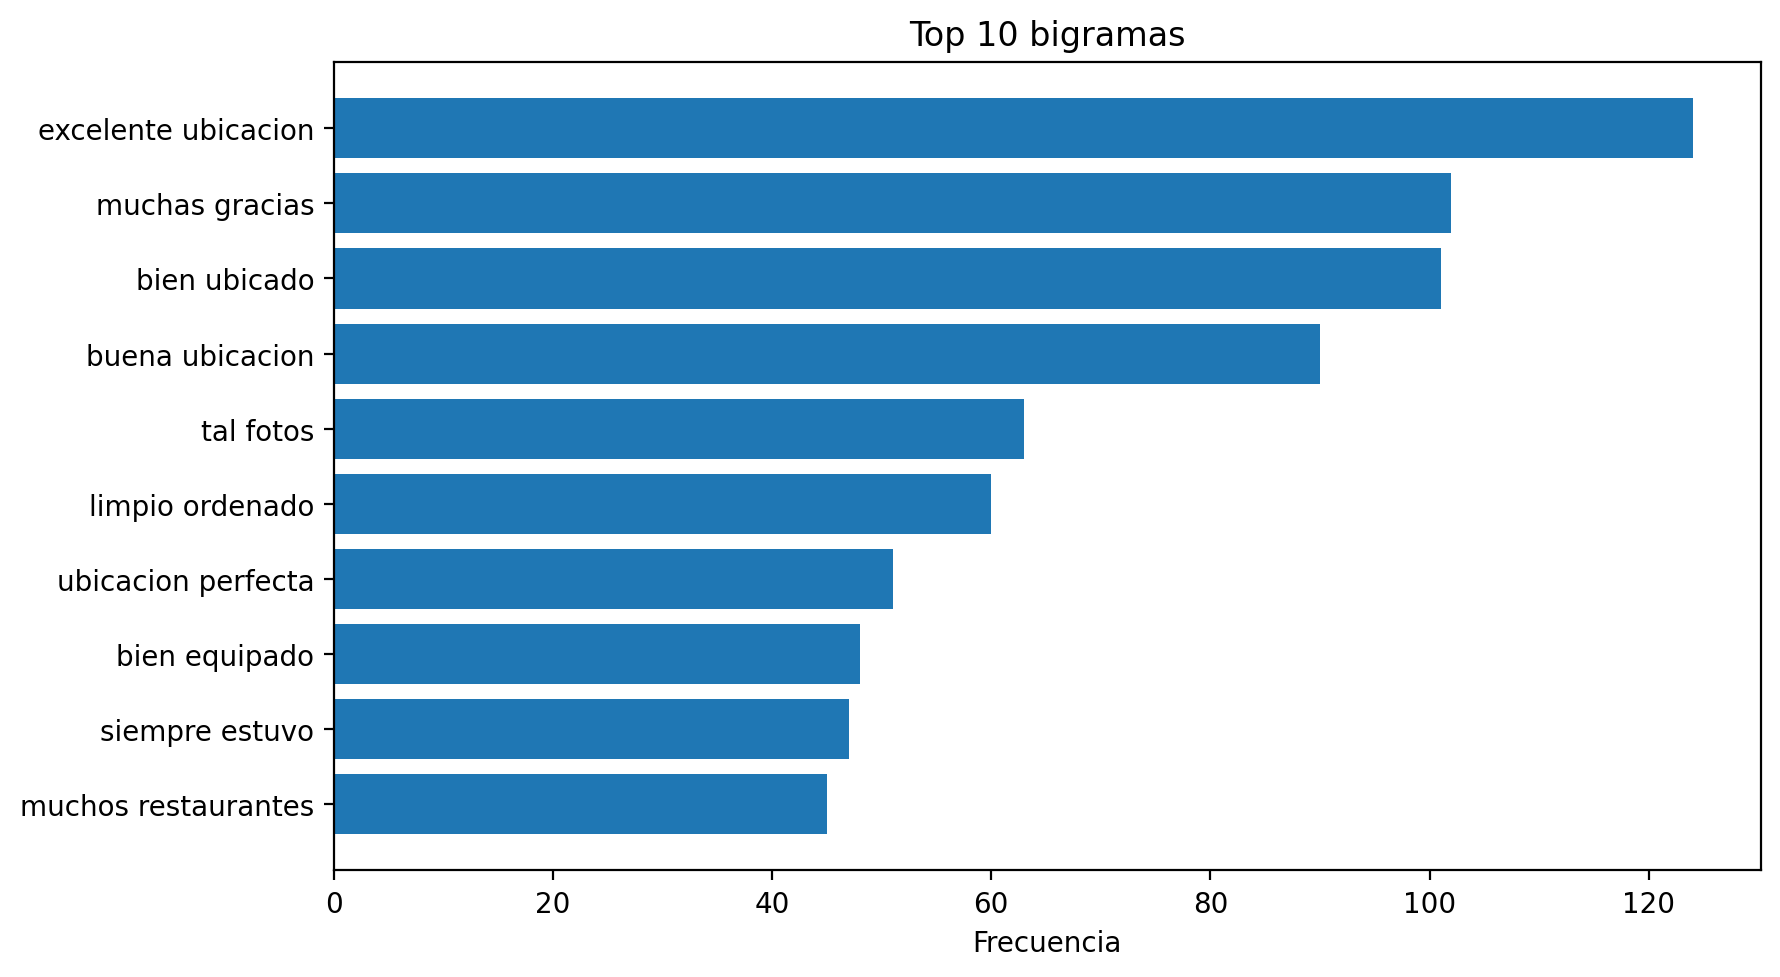 Top 10 bigramas
excelente ubicacion
muchas gracias
bien ubicado
buena ubicacion
tal fotos
limpio ordenado
ubicacion perfecta
bien equipado
siempre estuvo
muchos restaurantes
0 20 40 60 80 100 120
Frecuencia